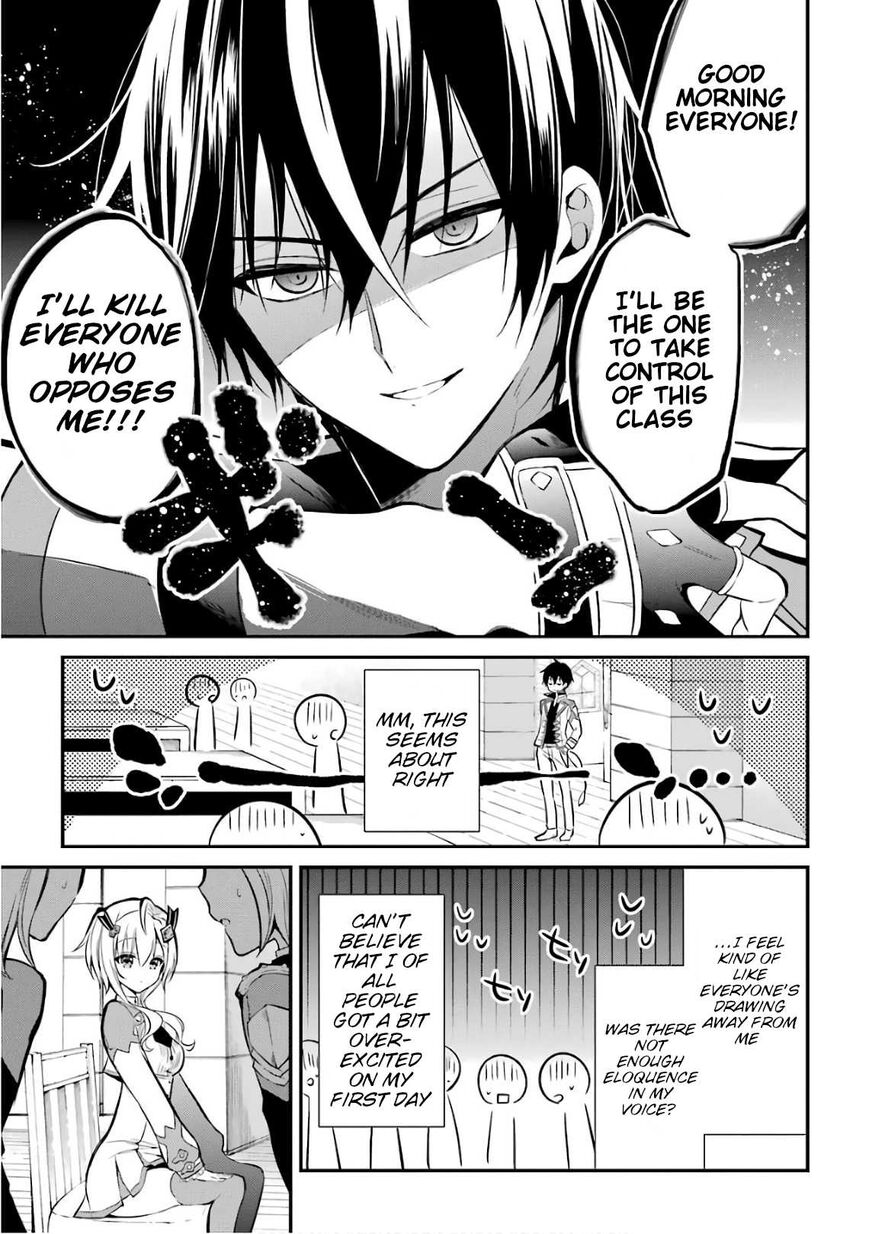 GOOD
MORNING
EVERYONE!
I'LL BE
THE ONE
TO TAKE
CONTROL
OF THIS
CLASS
I'LL KILL
EVERYONE
WHO
OPPOSES
ME!!!
MM, THIS
SEEMS
ABOUT
RIGHT
...I FEEL
KIND OF
LIKE
EVERYONE'S
DRAWING
AWAY FROM
ME
WAS THERE
NOT
ENOUGH
ELOQUENCE
IN MY
VOICE?
CAN'T
BELIEVE
THAT I OF
ALL
PEOPLE
GOT A BIT
OVER-
EXCITED
ON MY
FIRST DAY